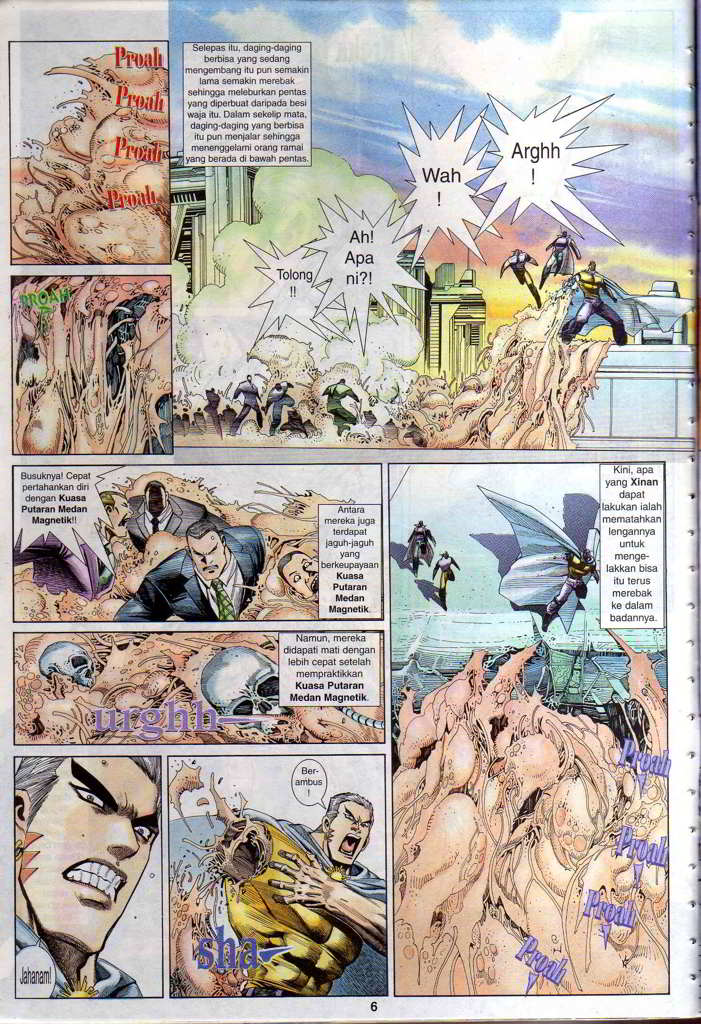 Proah
Proah
Proah
Proah
Selepas itu, daging-daging
berbisa yang sedang
mengembang itu pun semakin
lama semakin merebak
sehingga meleburkan pentas
yang diperbuat daripada besi
waja itu. Dalam sekelip mata,
daging-daging yang berbisa
itu pun menjalar sehingga
menenggelami orang ramai
yang berada di bawah pentas.
Tolong
!!
Ah!
Apa
ni?!
Wah
!
Arghh
!
PROAH
Busuknya! Cepat
pertahankan diri
dengan Kuasa
Putaran Medan
Magnetik!!
Antara
mereka juga
terdapat
jaguh-jaguh
yang
berkeupayaan
Kuasa
Putaran
Medan
Magnetik.
Namun, mereka
didapati mati dengan
lebih cepat setelah
mempraktikkan
Kuasa Putaran
Medan Magnetik.
urghh
Kini, apa
yang Xinan
dapat
lakukan ialah
mematahkan
lengannya
untuk
menge-
lakkan bisa
itu terus
merebak
ke dalam
badannya.
Proah
Proah
Proah
Proah
Jahanam!
Ber-
ambus
!
sha
6